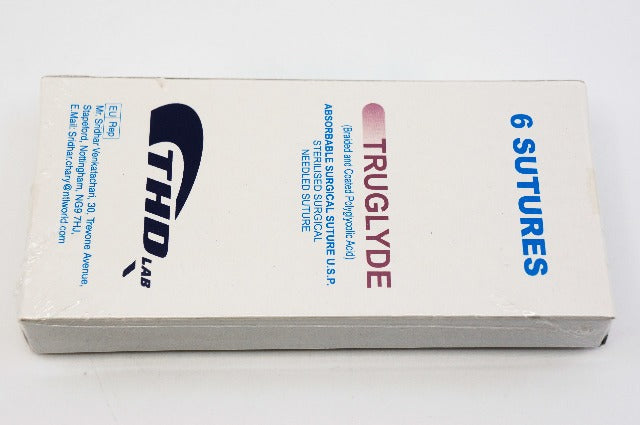 6 SUTURES
TRUGLYDE
(Braided and Coated Polyglycolic Acid)
ABSORBABLE SURGICAL SUTURE U.S.P.
STERILISED SURGICAL
NEEDLED SUTURE
THD LAB
EU Rep
Mr. Sridhar Venkatachari, 30, Trevone Avenue,
Stapeford, Nottingham, NG9 7HJ,
E.Mail: Sridhar.chary@ntlworld.com